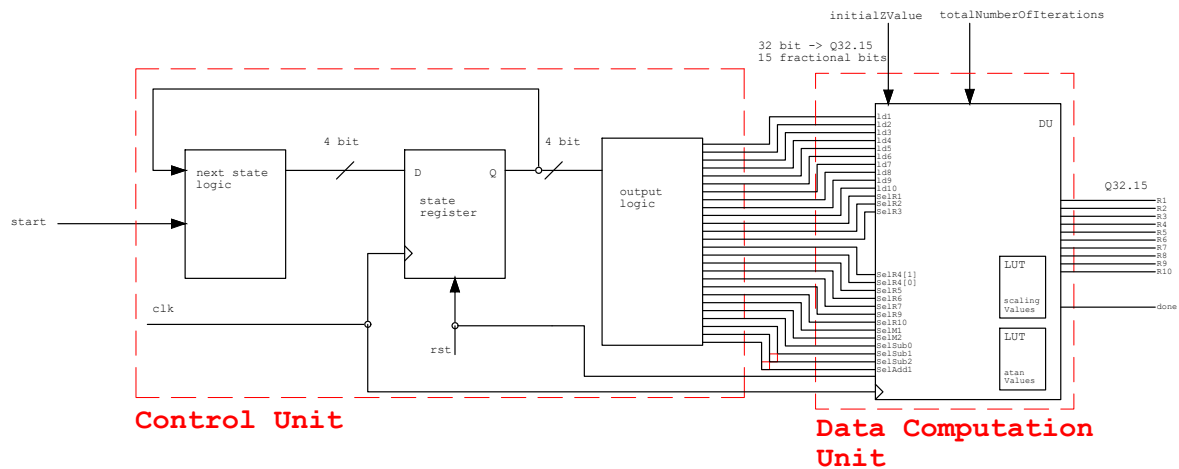 initialZValue
totalNumberOfIterations
32 bit -> Q32.15
15 fractional bits
4 bit
4 bit
next state
logic
D
Q
state
register
output
logic
start
clk
rst
ld1
ld2
ld3
ld4
ld5
ld6
ld7
ld8
ld9
ld10
SelR1
SelR2
SelR3
SelR4[1]
SelR4[0]
SelR5
SelR6
SelR7
SelR9
SelR10
SelM1
SelM2
SelSub0
SelSub1
SelSub2
SelAdd1
DU
LUT
scaling
Values
LUT
atan
Values
Q32.15
R1
R2
R3
R4
R5
R6
R7
R8
R9
R10
done
Control Unit
Data Computation
Unit